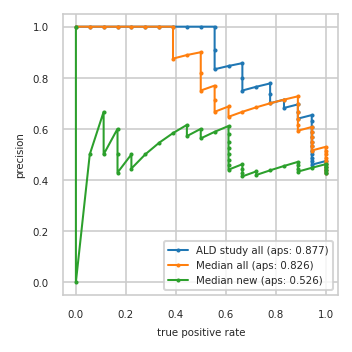 1.0
0.8
0.6
0.4
0.2
0.0
precision
0.0 0.2 0.4 0.6 0.8 1.0
true positive rate
ALD study all (aps: 0.877)
Median all (aps: 0.826)
Median new (aps: 0.526)